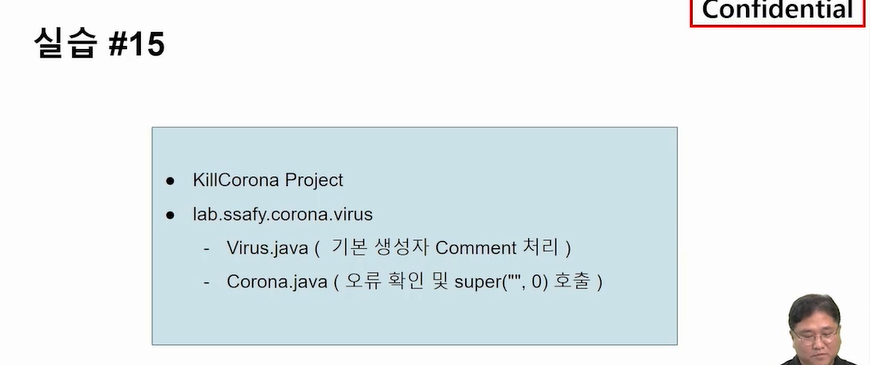 Confidential
실습 #15
● KillCorona Project
● lab.ssafy.corona.virus
- Virus.java ( 기본 생성자 Comment 처리 )
- Corona.java ( 오류 확인 및 super("", 0) 호출 )